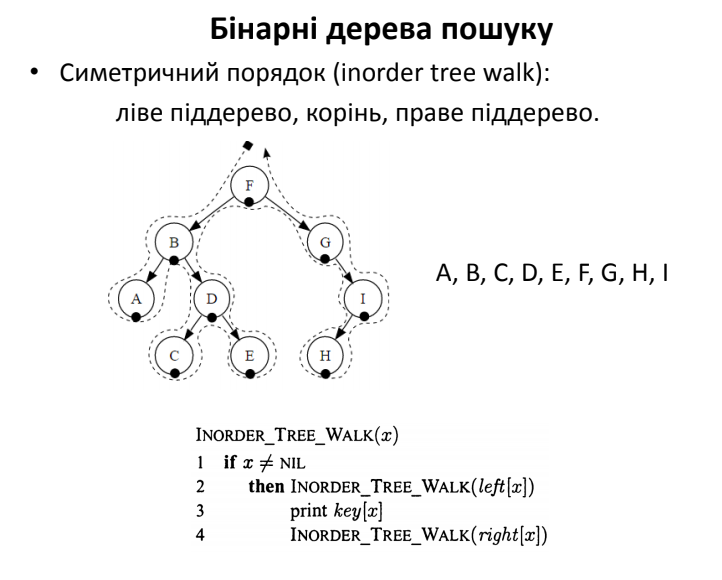 Бінарні дерева пошуку
• Симетричний порядок (inorder tree walk):
ліве піддерево, корінь, праве піддерево.
F
B
G
A
D
I
C
E
H
A, B, C, D, E, F, G, H, I
INORDER_TREE_WALK(x)
1 if x ≠ NIL
2 then INORDER_TREE_WALK(left[x])
3 print key[x]
4 INORDER_TREE_WALK(right[x])